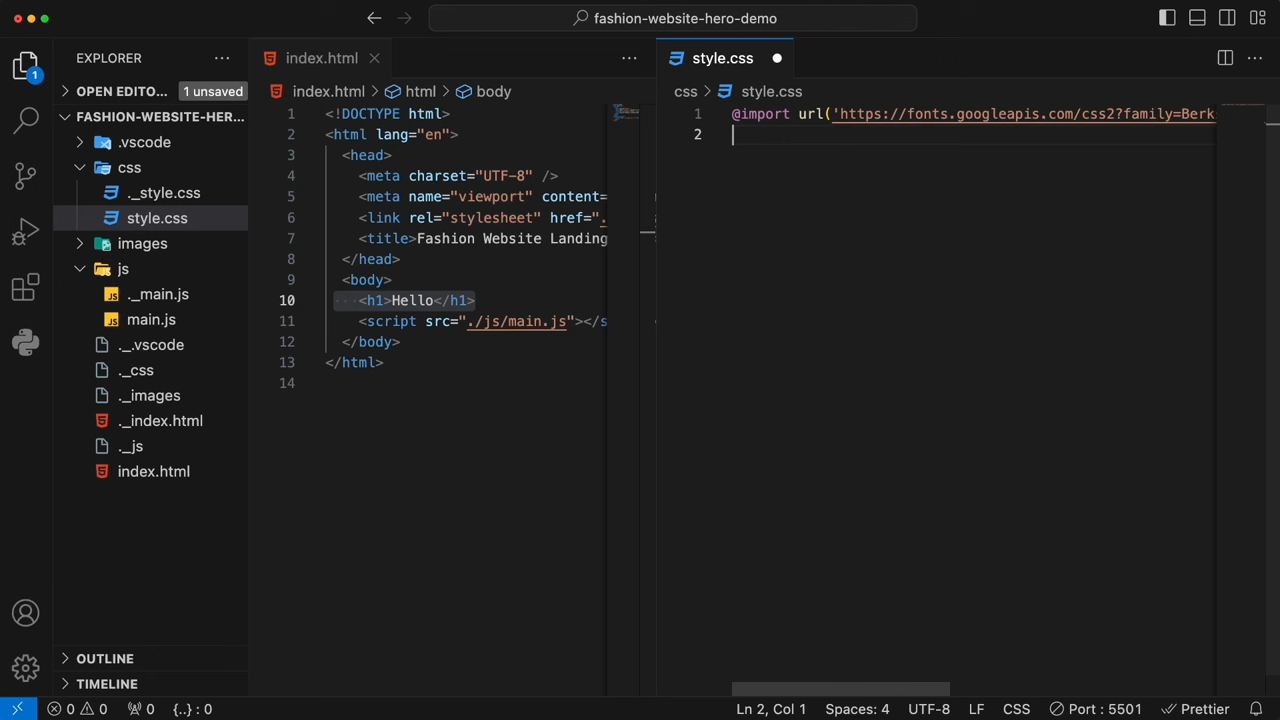 fashion-website-hero-demo
EXPLORER
OPEN EDITO... 1 unsaved
FASHION-WEBSITE-HER...
.vscode
css
._style.css
style.css
images
js
._main.js
main.js
._.vscode
._css
._images
._index.html
._js
index.html
OUTLINE
TIMELINE
index.html
index.html > html > body
1 <!DOCTYPE html>
2 <html lang="en">
3 <head>
4 <meta charset="UTF-8" />
5 <meta name="viewport" content=
6 <link rel="stylesheet" href=".
7 <title>Fashion Website Landing
8 </head>
9 <body>
10 <h1>Hello</h1>
11 <script src="./js/main.js"></s
12 </body>
13 </html>
14
style.css
css > style.css
1 @import url('https://fonts.googleapis.com/css2?family=Berk
2
1
0 0 0 {..} : 0 Ln 2, Col 1 Spaces: 4 UTF-8 LF CSS Port : 5501 Prettier